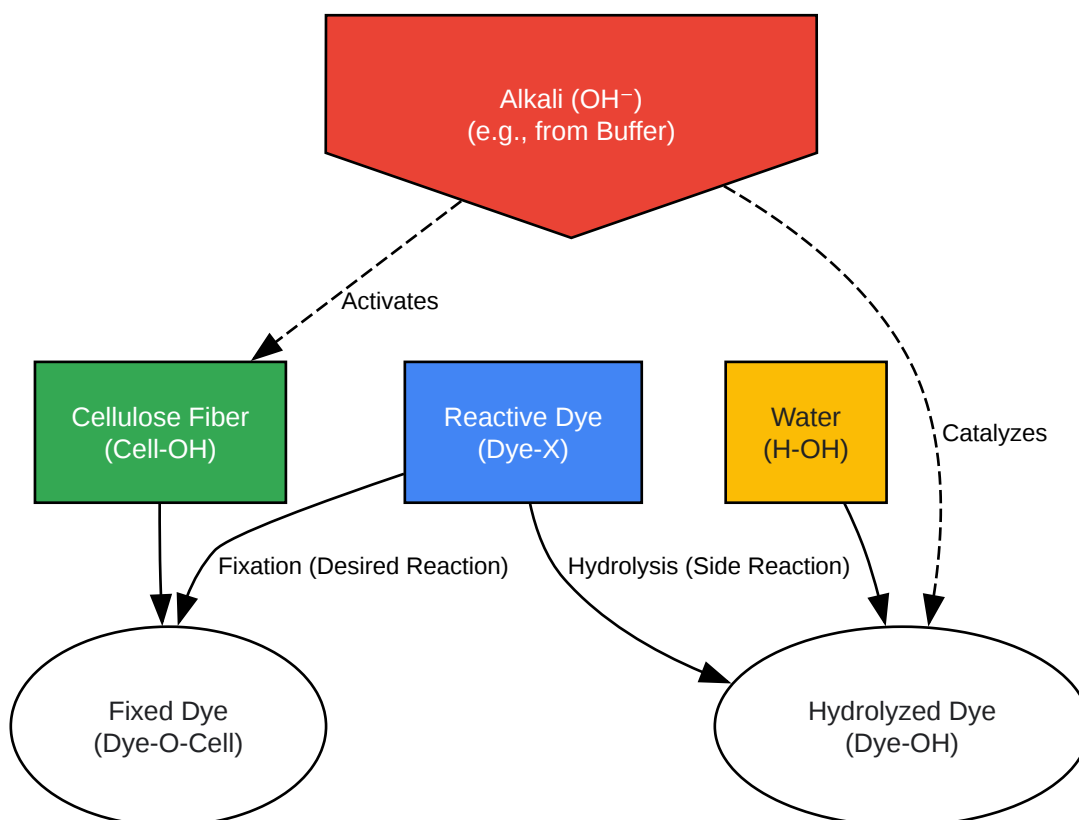 Alkali (OH⁻)
(e.g., from Buffer)
Activates
Cellulose Fiber
(Cell-OH)
Reactive Dye
(Dye-X)
Water
(H-OH)
Catalyzes
Fixation (Desired Reaction)
Hydrolysis (Side Reaction)
Fixed Dye
(Dye-O-Cell)
Hydrolyzed Dye
(Dye-OH)